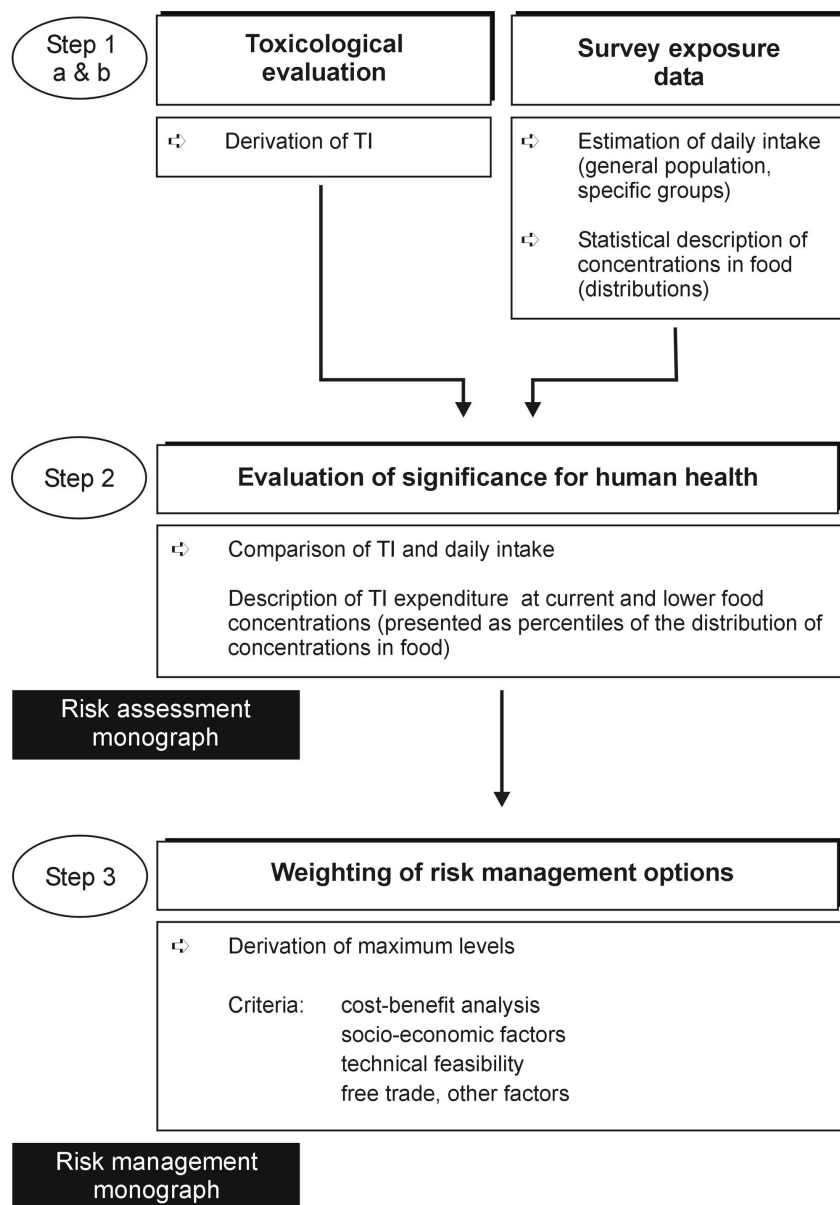 Step 1
a & b
Toxicological
evaluation
Derivation of TI
Survey exposure
data
Estimation of daily intake
(general population,
specific groups)
Statistical description of
concentrations in food
(distributions)
Step 2
Evaluation of significance for human health
Comparison of TI and daily intake
Description of TI expenditure at current and lower food
concentrations (presented as percentiles of the distribution of
concentrations in food)
Risk assessment
monograph
Step 3
Weighting of risk management options
Derivation of maximum levels
Criteria: cost-benefit analysis
socio-economic factors
technical feasibility
free trade, other factors
Risk management
monograph